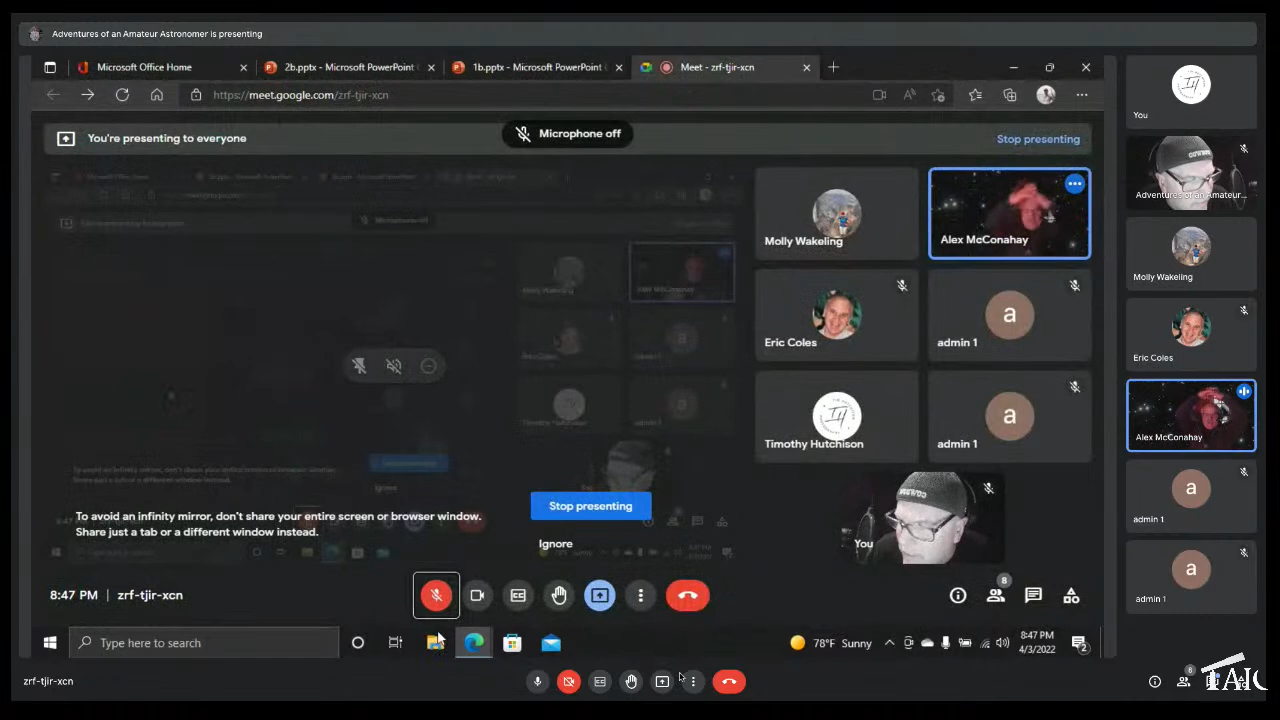 Adventures of an Amateur Astronomer is presenting
Microsoft Office Home
2b.pptx - Microsoft PowerPoint
1b.pptx - Microsoft PowerPoint
Meet - zrf-tjir-xcn
https://meet.google.com/zrf-tjir-xcn
You're presenting to everyone
Microphone off
Stop presenting
Molly Wakeling
Alex McConahay
Eric Coles
admin 1
Timothy Hutchison
admin 1
You
To avoid an infinity mirror, don't share your entire screen or browser window.
Share just a tab or a different window instead.
Stop presenting
Ignore
8:47 PM | zrf-tjir-xcn
8
Type here to search
78°F Sunny
8:47 PM
4/3/2022
2
You
Adventures of an Amateur...
Molly Wakeling
Eric Coles
Alex McConahay
admin 1
admin 1
zrf-tjir-xcn
8
TAIC